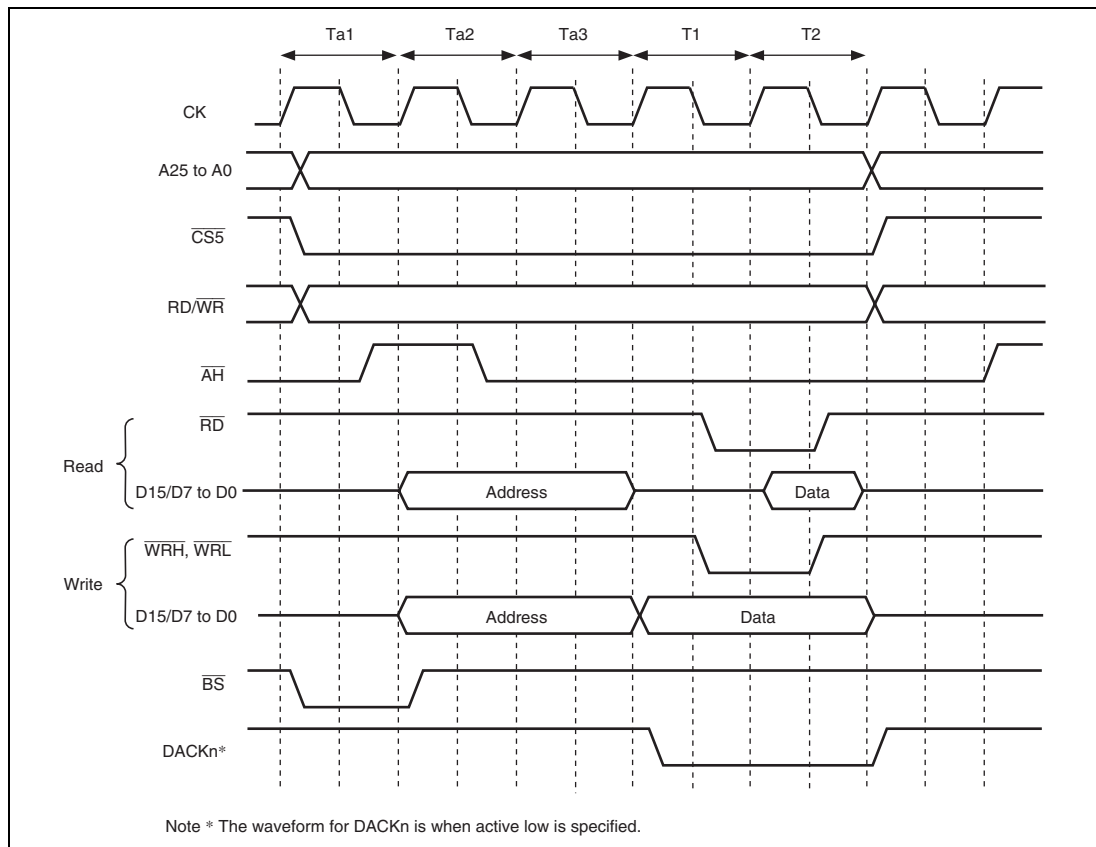 Ta1 Ta2 Ta3 T1 T2
CK
A25 to A0
CS5
RD/WR
AH
RD
Read
D15/D7 to D0 Address Data
WRH, WRL
Write
D15/D7 to D0 Address Data
BS
DACKn*
Note * The waveform for DACKn is when active low is specified.